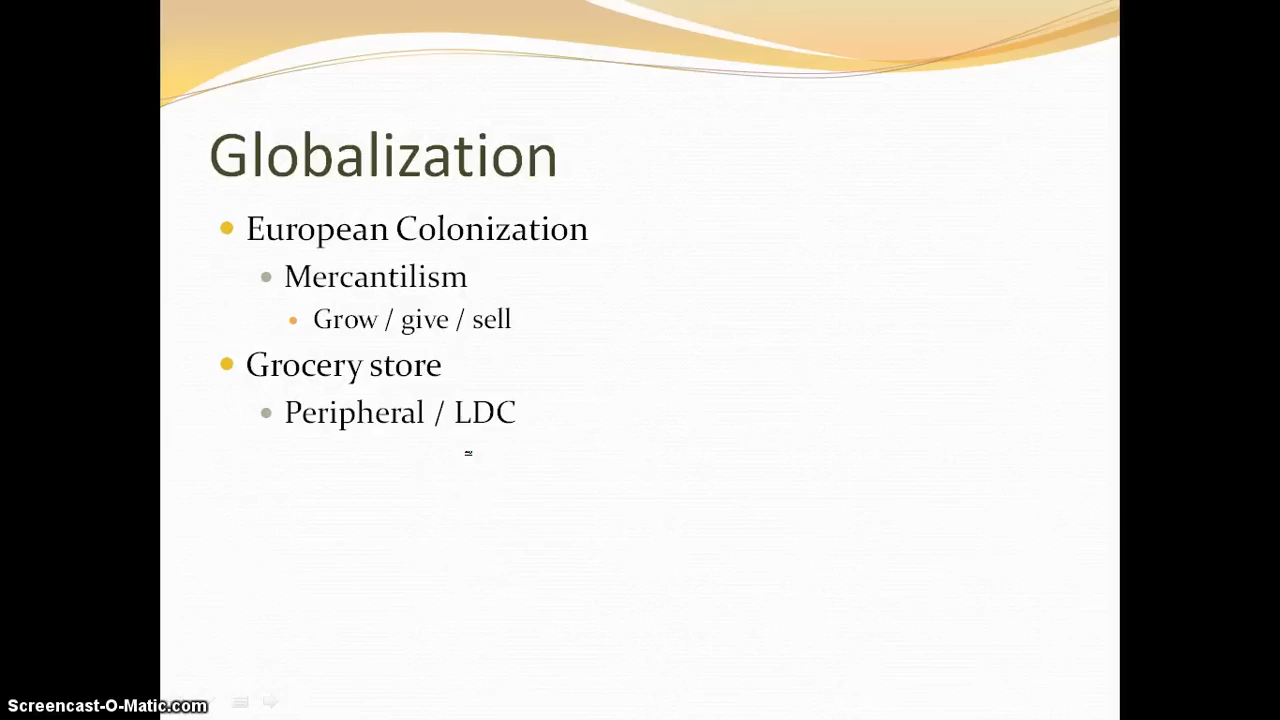 Globalization
European Colonization
Mercantilism
Grow / give / sell
Grocery store
Peripheral / LDC
Screencast-O-Matic.com